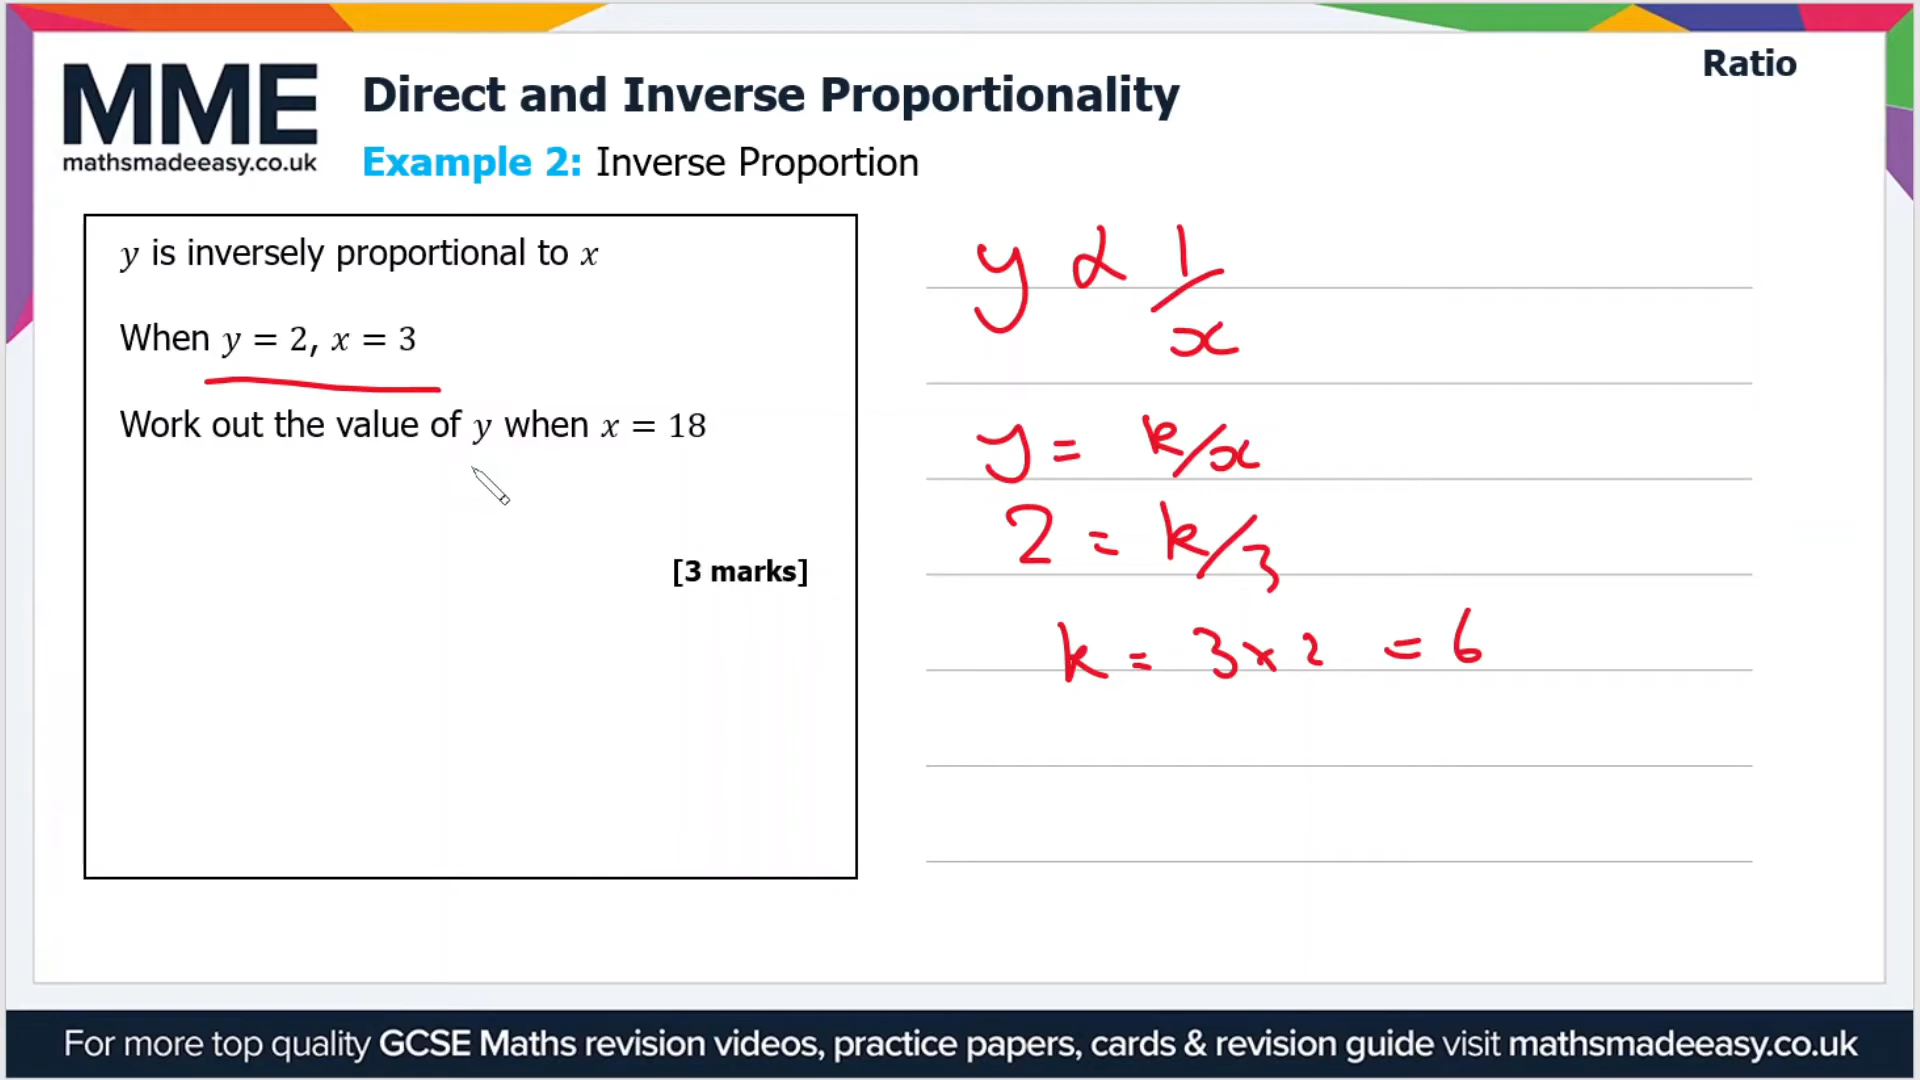 Ratio
MME
mathsmadeeasy.co.uk
Direct and Inverse Proportionality
Example 2: Inverse Proportion
y is inversely proportional to x
When y = 2, x = 3
Work out the value of y when x = 18
[3 marks]
y ∝ 1/x
y = k/x
2 = k/3
k = 3 × 2 = 6
For more top quality GCSE Maths revision videos, practice papers, cards & revision guide visit mathsmadeeasy.co.uk